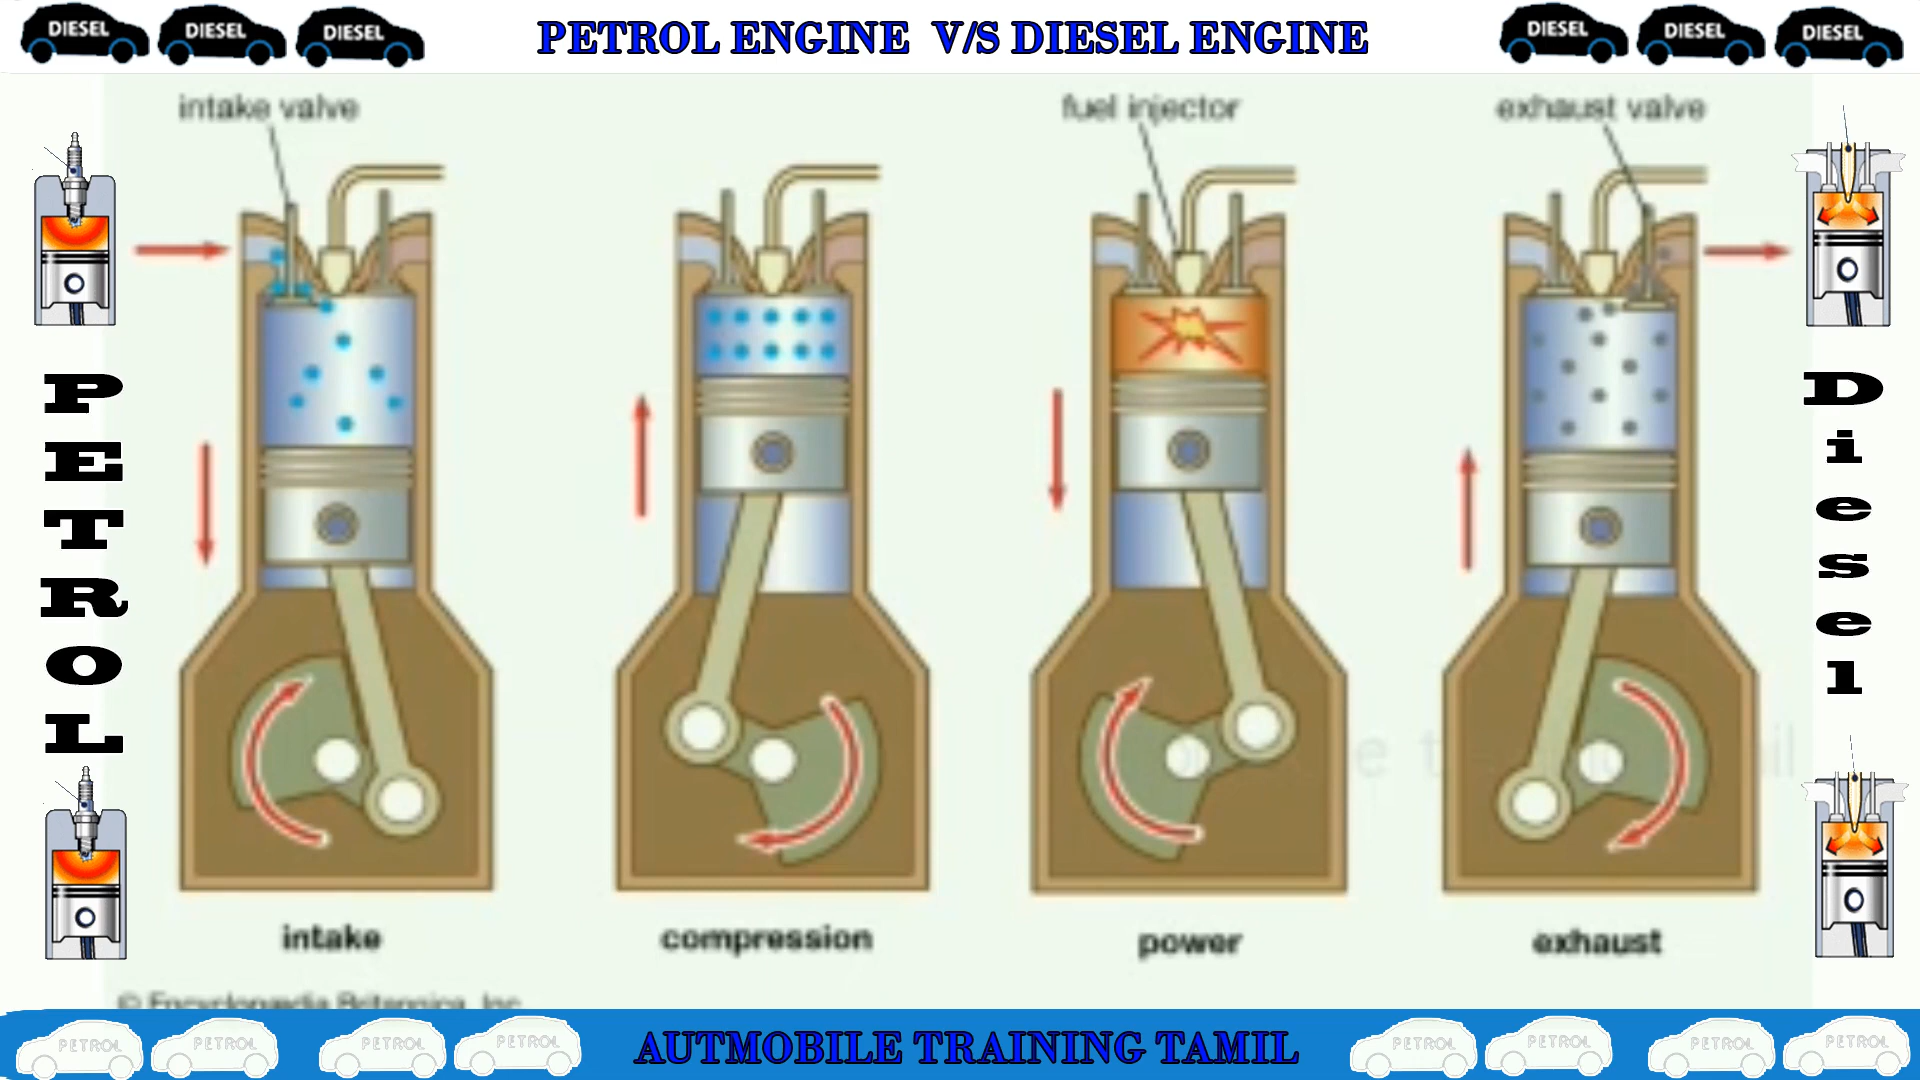 DIESEL DIESEL DIESEL PETROL ENGINE V/S DIESEL ENGINE DIESEL DIESEL DIESEL
intake valve fuel injector exhaust valve
PETROL
Diesel
intake compression power exhaust
© Encyclopædia Britannica, Inc.
PETROL PETROL PETROL PETROL AUTMOBILE TRAINING TAMIL PETROL PETROL PETROL PETROL